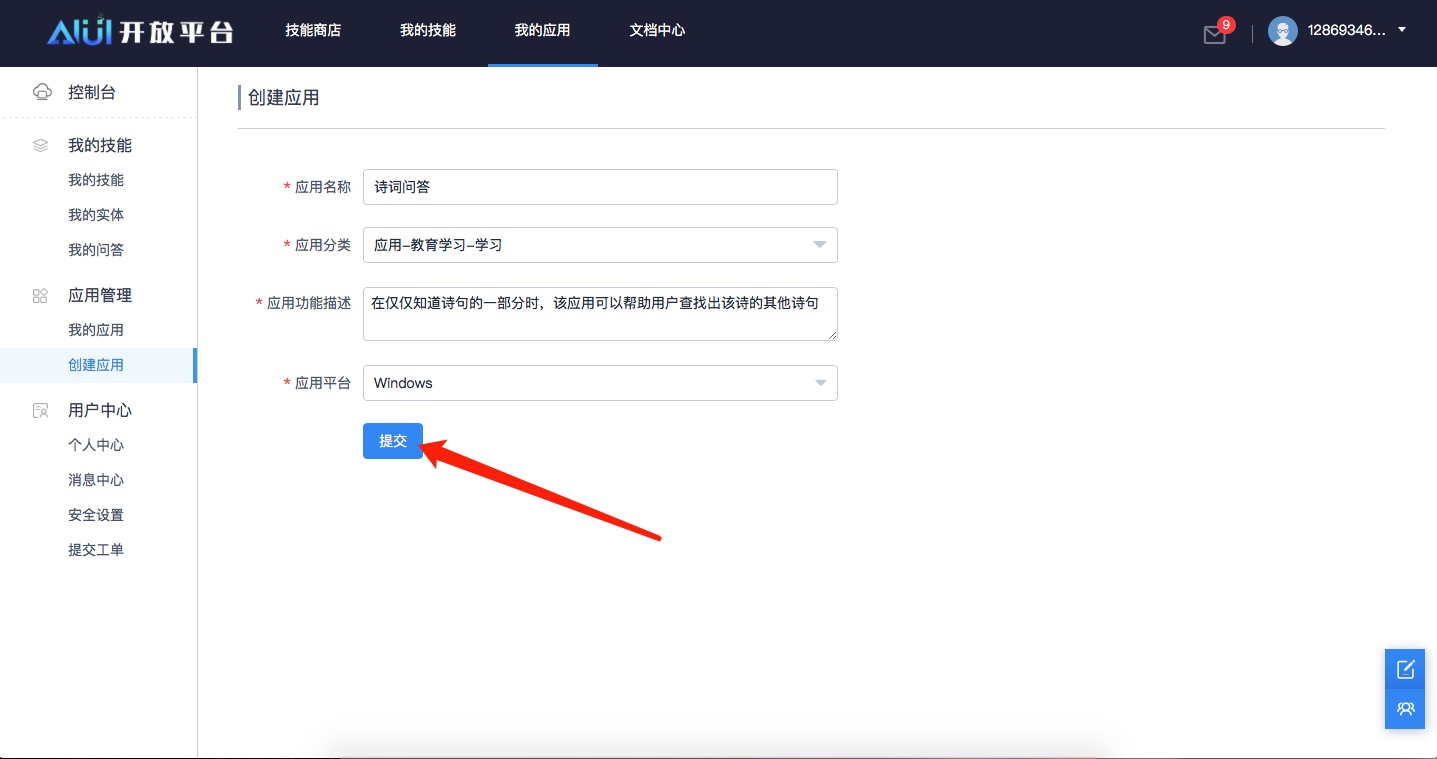 AIUI开放平台
技能商店
我的技能
我的应用
文档中心
9
12869346...
控制台
我的技能
我的技能
我的实体
我的问答
应用管理
我的应用
创建应用
用户中心
个人中心
消息中心
安全设置
提交工单
创建应用
* 应用名称
诗词问答
* 应用分类
应用-教育学习-学习
* 应用功能描述
在仅仅知道诗句的一部分时，该应用可以帮助用户查找出该诗的其他诗句
* 应用平台
Windows
提交